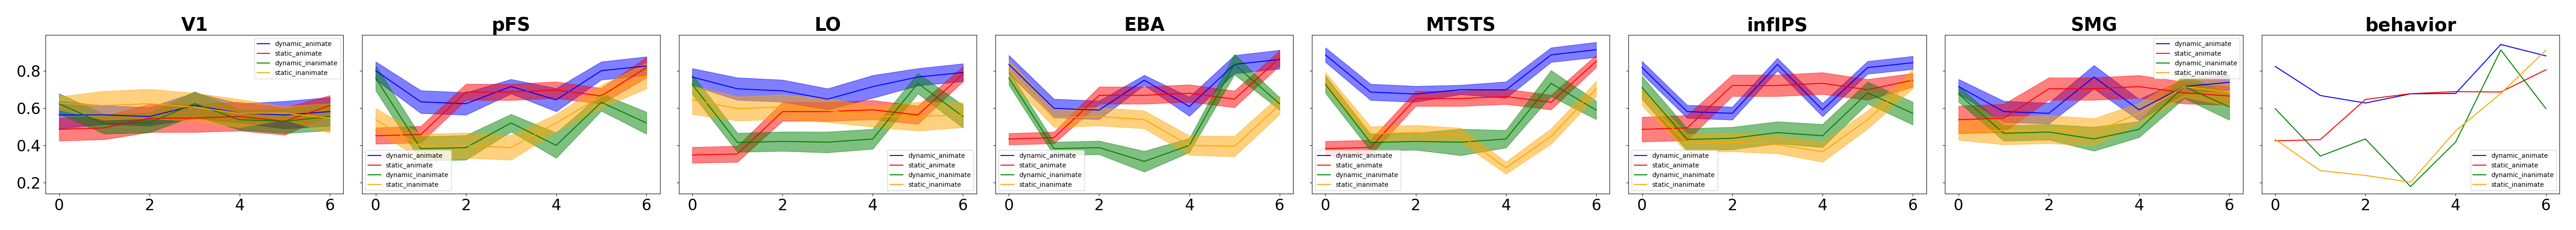 V1
pFS
LO
EBA
MTSTS
infIPS
SMG
behavior
0.8
0.6
0.4
0.2
0 2 4 6
dynamic_animate
static_animate
dynamic_inanimate
static_inanimate
0 2 4 6
dynamic_animate
static_animate
dynamic_inanimate
static_inanimate
0 2 4 6
dynamic_animate
static_animate
dynamic_inanimate
static_inanimate
0 2 4 6
dynamic_animate
static_animate
dynamic_inanimate
static_inanimate
0 2 4 6
dynamic_animate
static_animate
dynamic_inanimate
static_inanimate
0 2 4 6
dynamic_animate
static_animate
dynamic_inanimate
static_inanimate
0 2 4 6
dynamic_animate
static_animate
dynamic_inanimate
static_inanimate
0 2 4 6
dynamic_animate
static_animate
dynamic_inanimate
static_inanimate